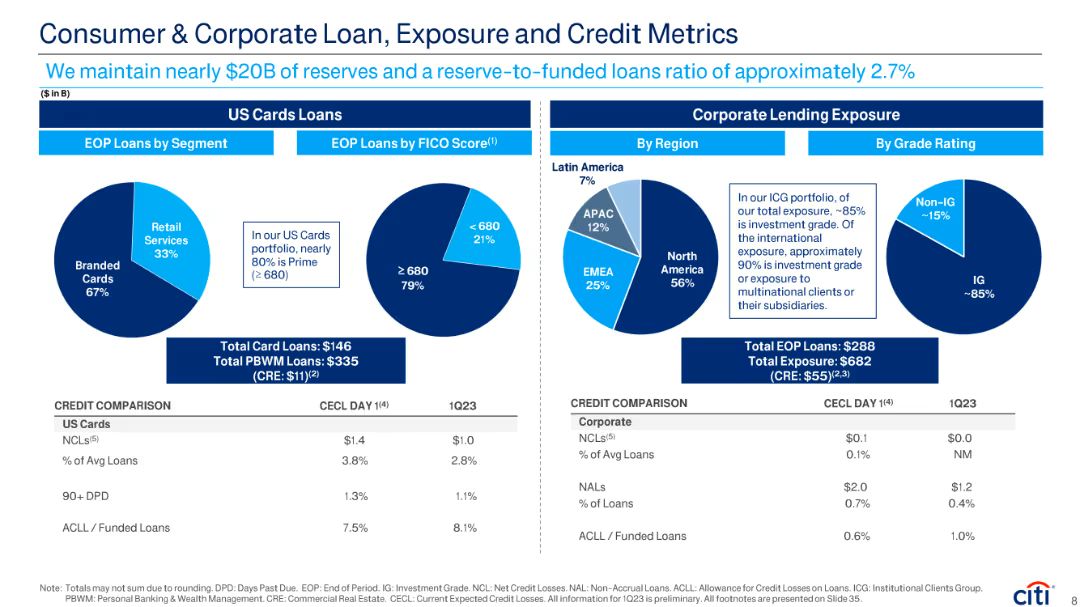 Consumer & Corporate Loan, Exposure and Credit Metrics
We maintain nearly $20B of reserves and a reserve-to-funded loans ratio of approximately 2.7%
($ in B)
US Cards Loans
EOP Loans by Segment
EOP Loans by FICO Score(1)
Retail
Services
33%
Branded
Cards
67%
In our US Cards
portfolio, nearly
80% is Prime
(≥ 680)
< 680
21%
≥ 680
79%
Total Card Loans: $146
Total PBWM Loans: $335
(CRE: $11)(2)
CREDIT COMPARISON CECL DAY 1(4) 1Q23
US Cards
NCLs(5) $1.4 $1.0
% of Avg Loans 3.8% 2.8%
90+ DPD 1.3% 1.1%
ACLL / Funded Loans 7.5% 8.1%
Corporate Lending Exposure
By Region
By Grade Rating
Latin America
7%
APAC
12%
EMEA
25%
North
America
56%
In our ICG portfolio, of
our total exposure, ~85%
is investment grade. Of
the international
exposure, approximately
90% is investment grade
or exposure to
multinational clients or
their subsidiaries.
Non-IG
~15%
IG
~85%
Total EOP Loans: $288
Total Exposure: $682
(CRE: $55)(2,3)
CREDIT COMPARISON CECL DAY 1(4) 1Q23
Corporate
NCLs(5) $0.1 $0.0
% of Avg Loans 0.1% NM
NALs $2.0 $1.2
% of Loans 0.7% 0.4%
ACLL / Funded Loans 0.6% 1.0%
Note: Totals may not sum due to rounding. DPD: Days Past Due. EOP: End of Period. IG: Investment Grade. NCL: Net Credit Losses. NAL: Non-Accrual Loans. ACLL: Allowance for Credit Losses on Loans. ICG: Institutional Clients Group.
PBWM: Personal Banking & Wealth Management. CRE: Commercial Real Estate. CECL: Current Expected Credit Losses. All information for 1Q23 is preliminary. All footnotes are presented on Slide 35.
citi
8